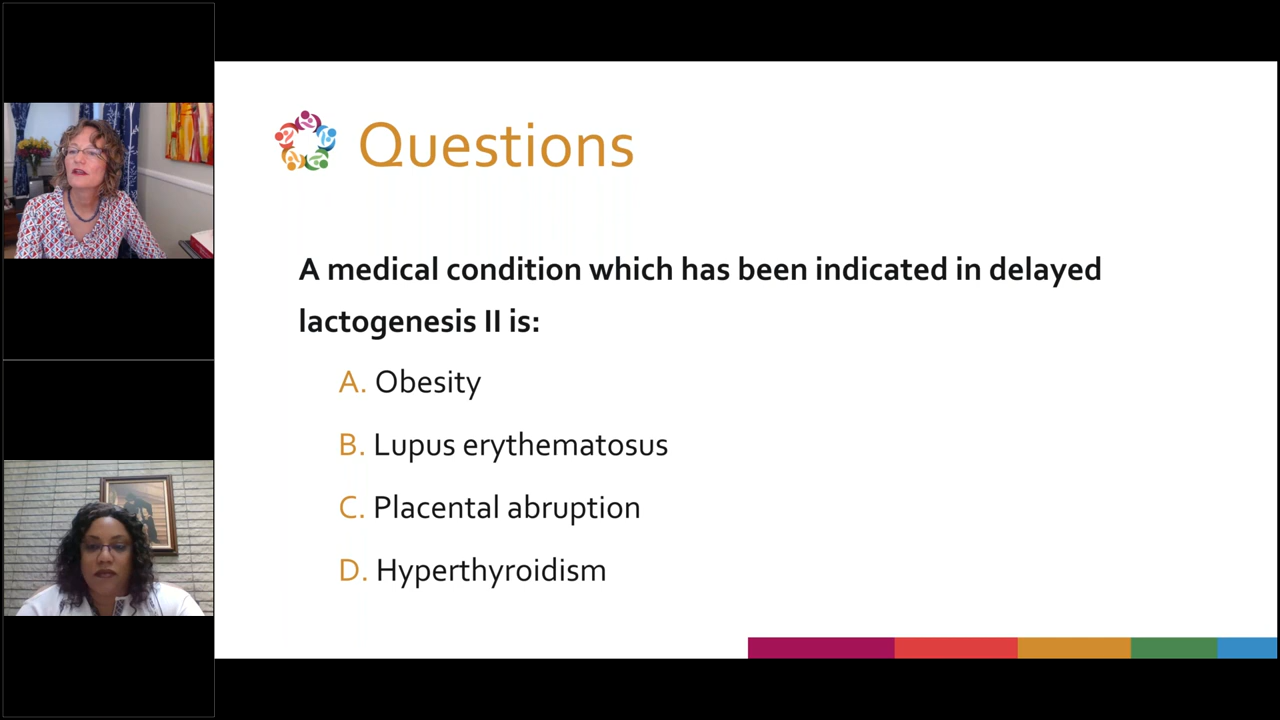 Questions
A medical condition which has been indicated in delayed
lactogenesis II is:
A. Obesity
B. Lupus erythematosus
C. Placental abruption
D. Hyperthyroidism